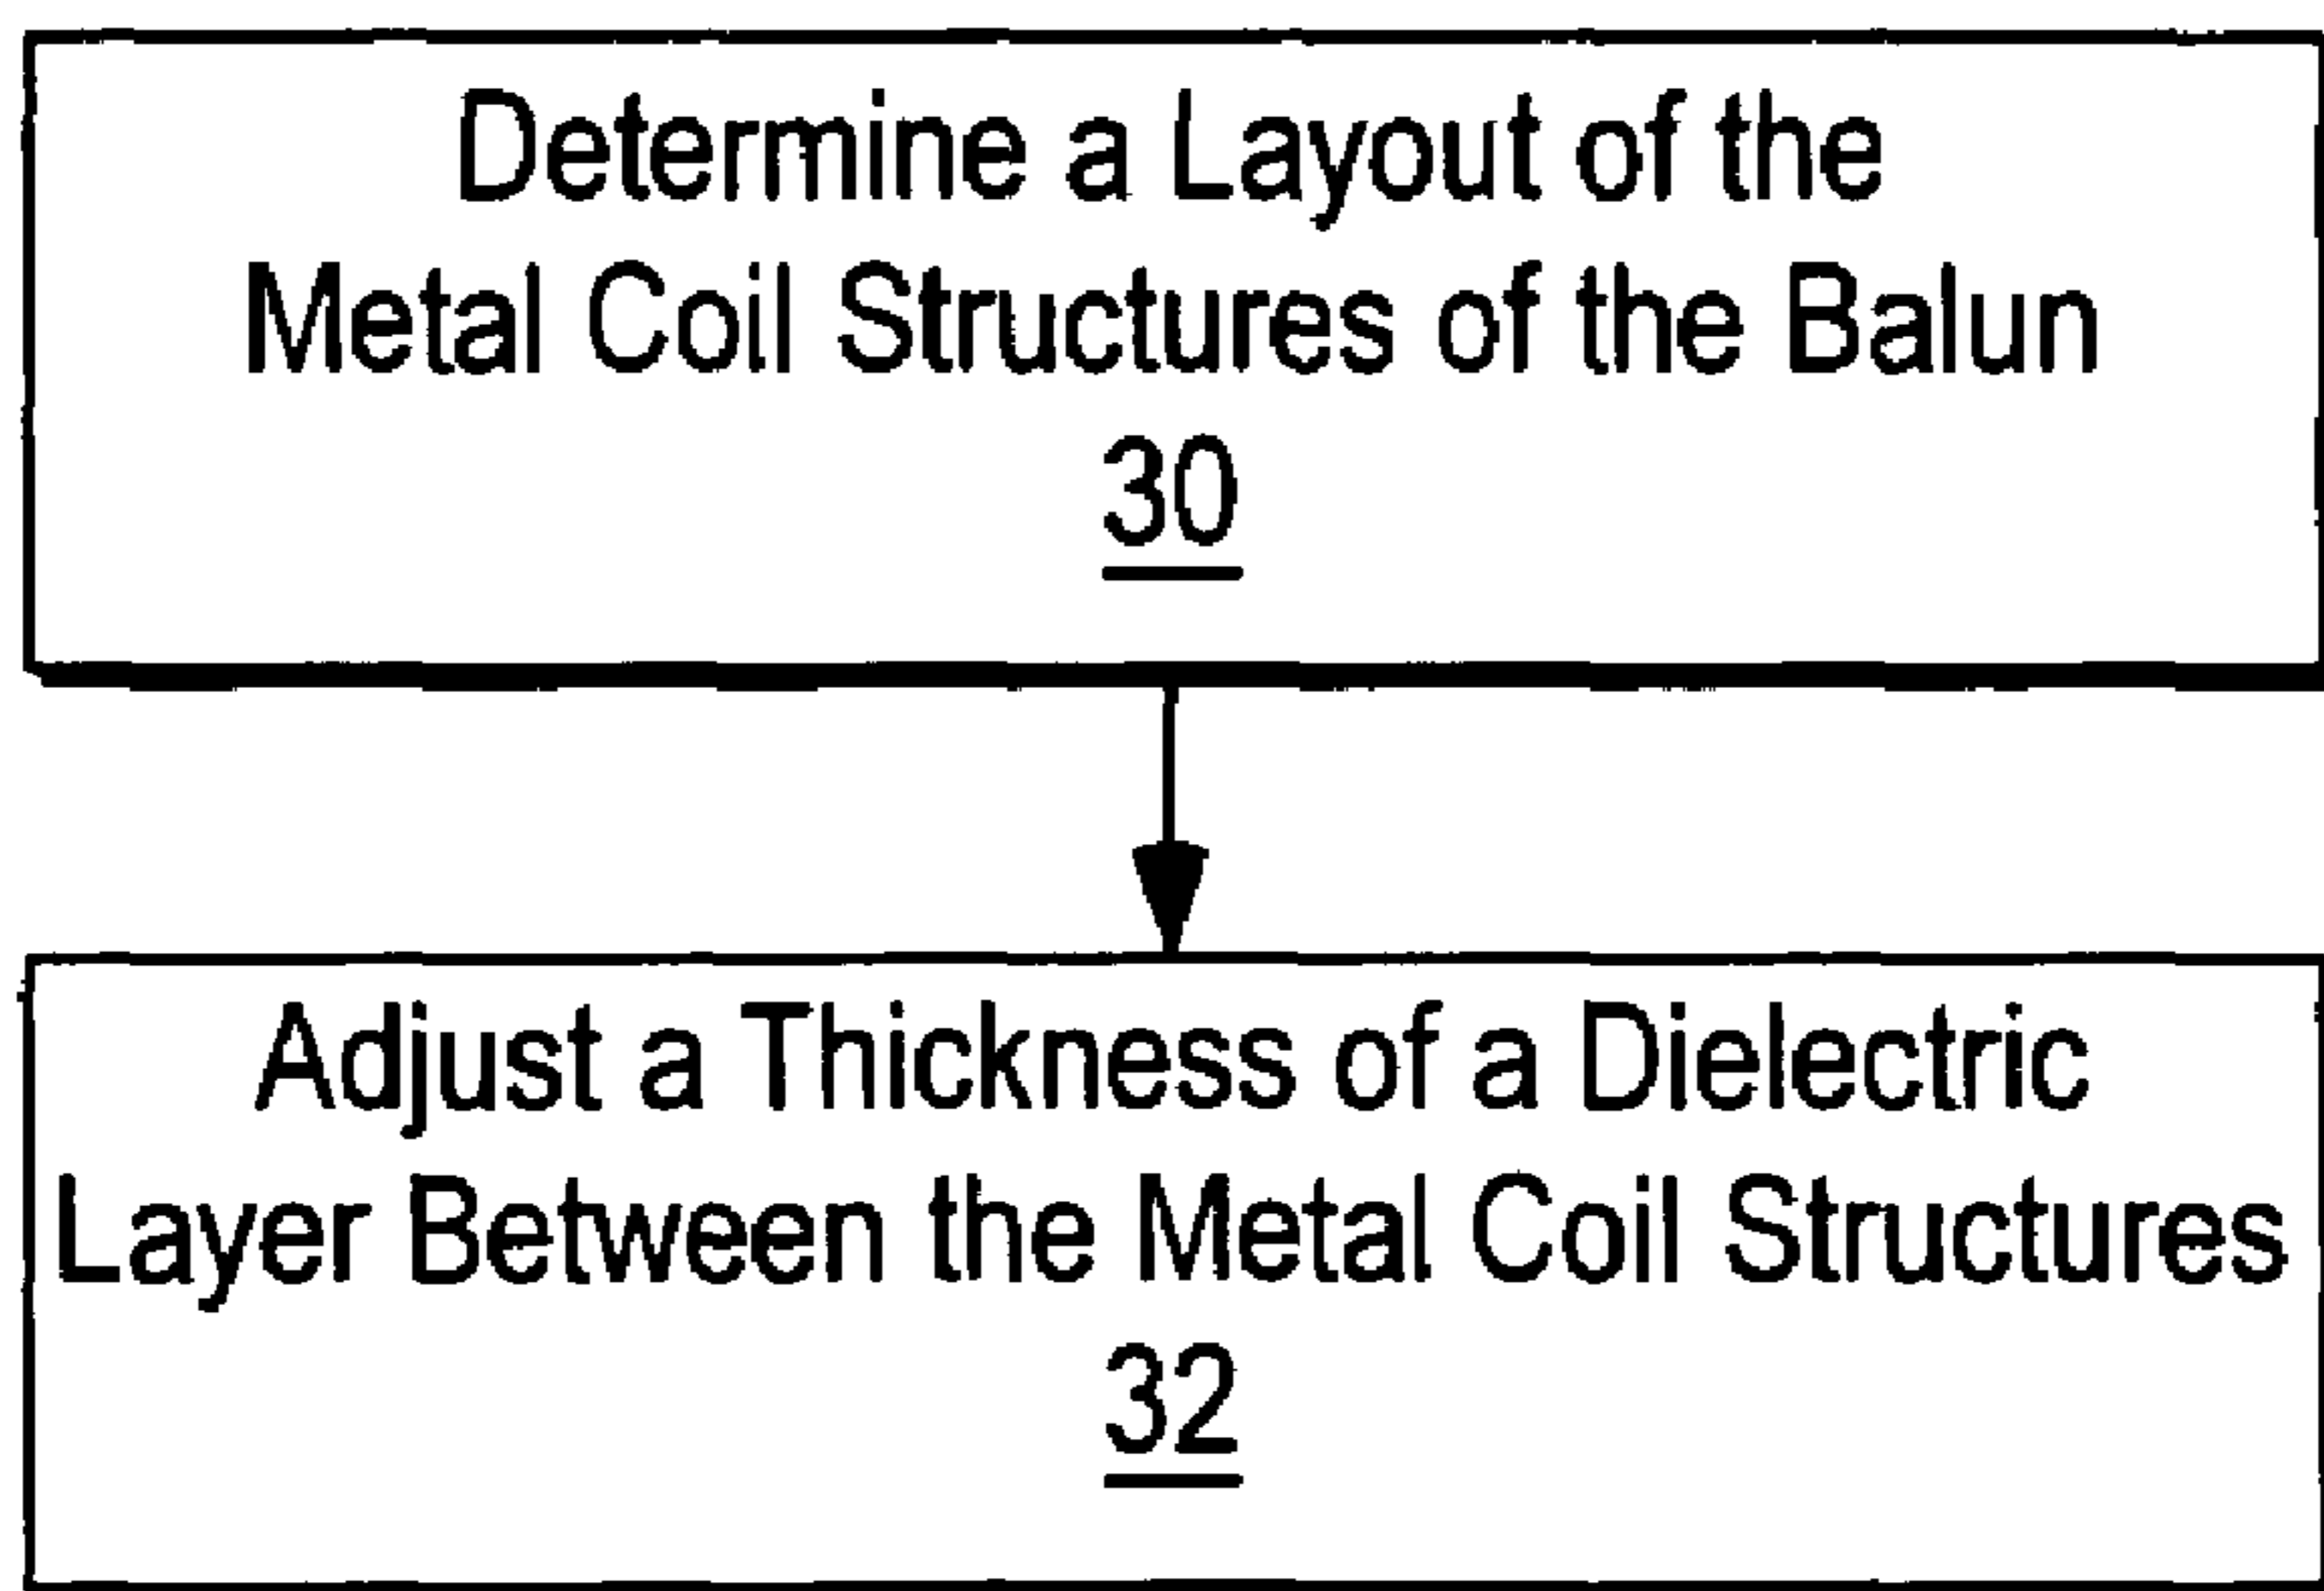 Determine a Layout of the
Metal Coil Structures of the Balun
30
Adjust a Thickness of a Dielectric
Layer Between the Metal Coil Structures
32